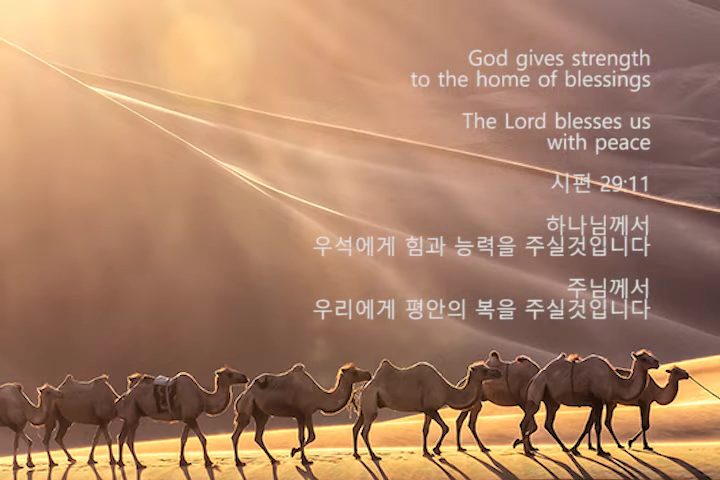 God gives strength
to the home of blessings
The Lord blesses us
with peace
시편 29:11
하나님께서
우석에게 힘과 능력을 주실것입니다
주님께서
우리에게 평안의 복을 주실것입니다